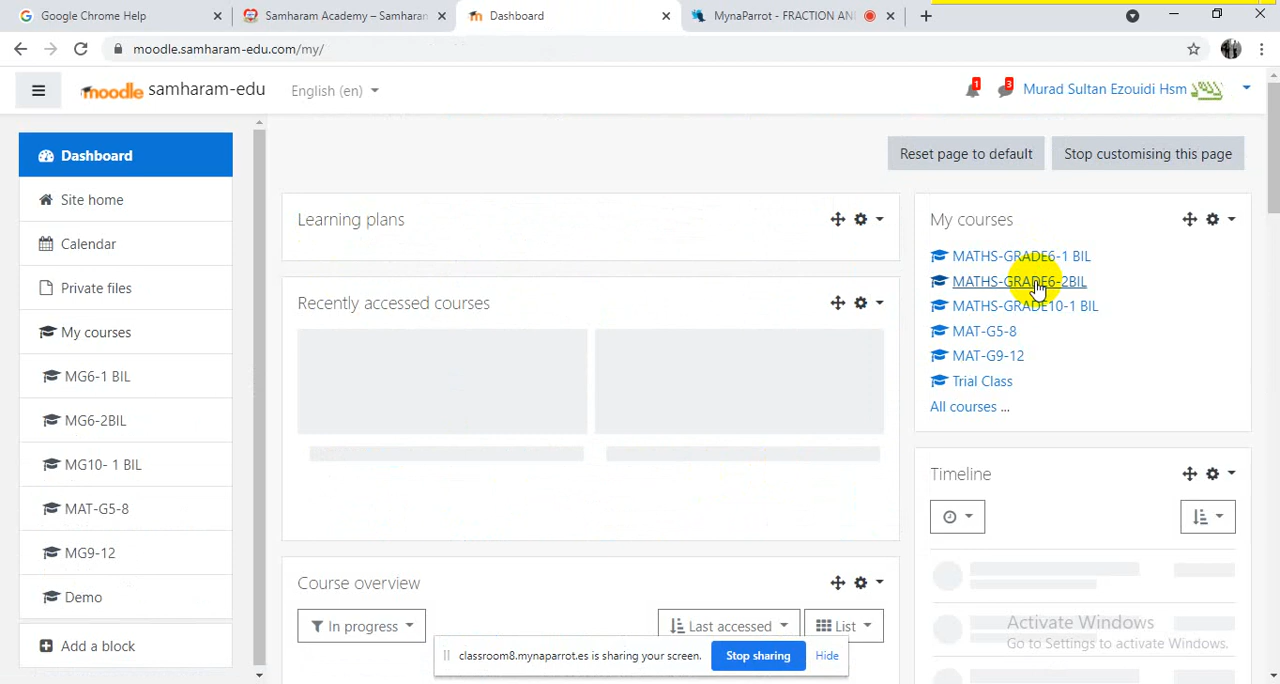 Google Chrome Help
Samharam Academy – Samharan
Dashboard
MynaParrot - FRACTION AN
moodle.samharam-edu.com/my/
moodle samharam-edu
English (en)
1
3
Murad Sultan Ezouidi Hsm
Dashboard
Site home
Calendar
Private files
My courses
MG6-1 BIL
MG6-2BIL
MG10- 1 BIL
MAT-G5-8
MG9-12
Demo
Add a block
Reset page to default
Stop customising this page
Learning plans
Recently accessed courses
Course overview
In progress
Last accessed
List
My courses
MATHS-GRADE6-1 BIL
MATHS-GRADE6-2BIL
MATHS-GRADE10-1 BIL
MAT-G5-8
MAT-G9-12
Trial Class
All courses ...
Timeline
Activate Windows
Go to Settings to activate Windows.
classroom8.mynaparrot.es is sharing your screen.
Stop sharing
Hide